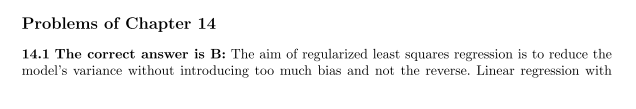 Problems of Chapter 14
14.1 The correct answer is B: The aim of regularized least squares regression is to reduce the
model's variance without introducing too much bias and not the reverse. Linear regression with